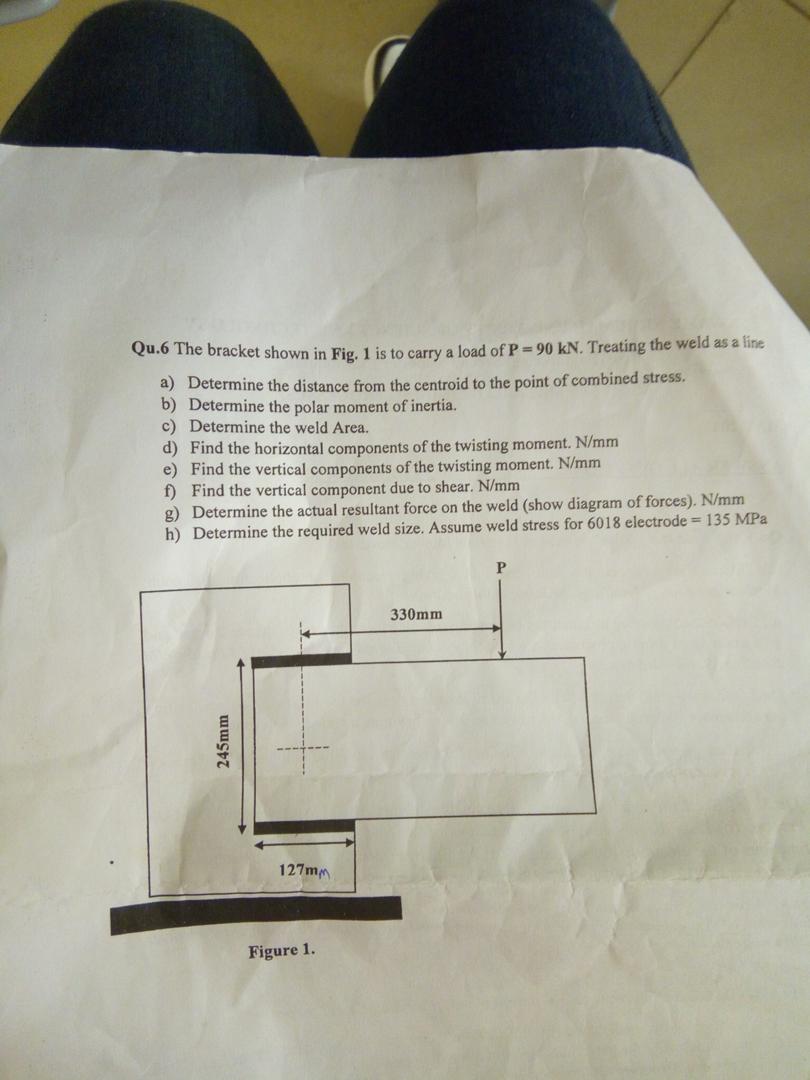 Qu.6 The bracket shown in Fig. 1 is to carry a load of P = 90 kN. Treating the weld as a line
a) Determine the distance from the centroid to the point of combined stress.
b) Determine the polar moment of inertia.
c) Determine the weld Area.
d) Find the horizontal components of the twisting moment. N/mm
e) Find the vertical components of the twisting moment. N/mm
f) Find the vertical component due to shear. N/mm
g) Determine the actual resultant force on the weld (show diagram of forces). N/mm
h) Determine the required weld size. Assume weld stress for 6018 electrode = 135 MPa
P
330mm
245mm
127mm
Figure 1.